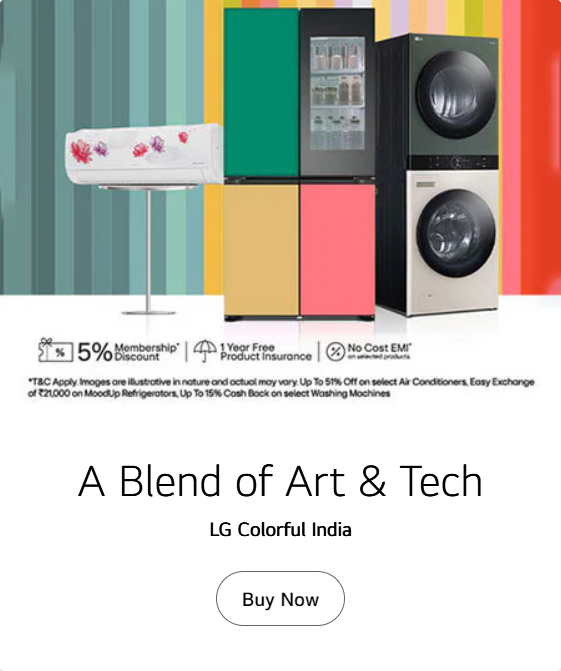 5% Membership* Discount
1 Year Free Product Insurance
No Cost EMI* on selected products
*T&C Apply. Images are illustrative in nature and actual may vary. Up To 51% Off on select Air Conditioners, Easy Exchange
of ₹21,000 on MoodUp Refrigerators, Up To 15% Cash Back on select Washing Machines
A Blend of Art & Tech
LG Colorful India
Buy Now